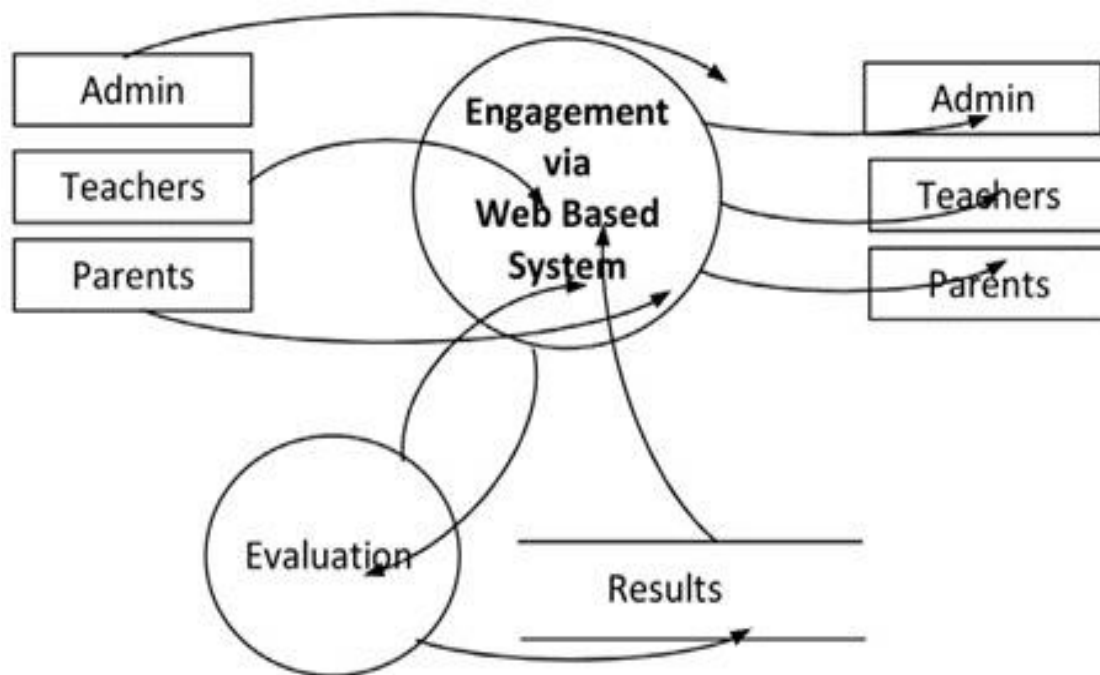 Admin
Teachers
Parents
Engagement
via
Web Based
System
Admin
Teachers
Parents
Evaluation
Results